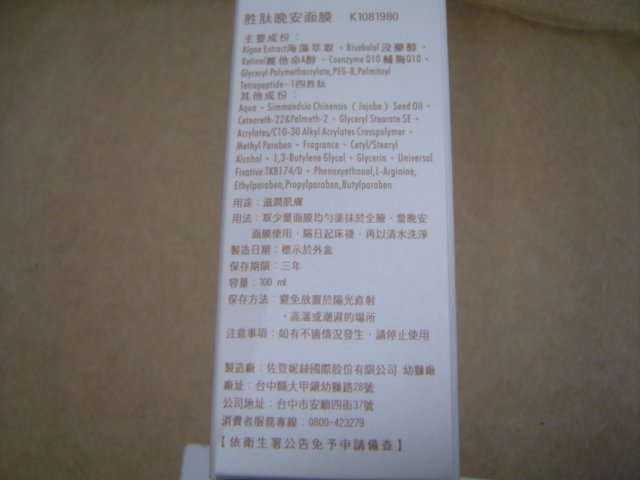 胜肽晚安面膜 K1081980
主要成份：
Algae Extract海藻萃取、Bisabolol 没藥醇、
Retinol維他命A醇、Coenzyme Q10 輔酶Q10、
Glyceryl Polymethacrylate,PEG-8,Palmitoyl
Tetrapeptide-1四胜肽
其他成份：
Aqua、Simmondsia Chinensis（Jojoba）Seed Oil、
Ceteareth-22&Palmeth-2、Glyceryl Stearate SE、
Acrylates/C10-30 Alkyl Acrylates Crosspolymer、
Methyl Paraben、Fragrance、Cetyl/Stearyl
Alcohol、1,3-Butylene Glycol、Glycerin、Universal
Fixative TK8174/D、Phenoxyethanol,L-Arginine,
Ethylparaben,Propylparaben,Butylparaben
用途：滋潤肌膚
用法：取少量面膜均勻塗抹於全臉，當晚安
面膜使用，隔日起床後，再以清水洗淨
製造日期：標示於外盒
保存期限：三年
容量：100 ml
保存方法：避免放置於陽光直射
、高溫或潮濕的場所
注意事項：如有不適情況發生，請停止使用
製造廠：佐登妮絲國際股份有限公司 幼獅廠
廠址：台中縣大甲鎮幼獅路28號
公司地址：台中市安順四街37號
消費者服務專線：0800-423279
【依衛生署公告免予申請備查】